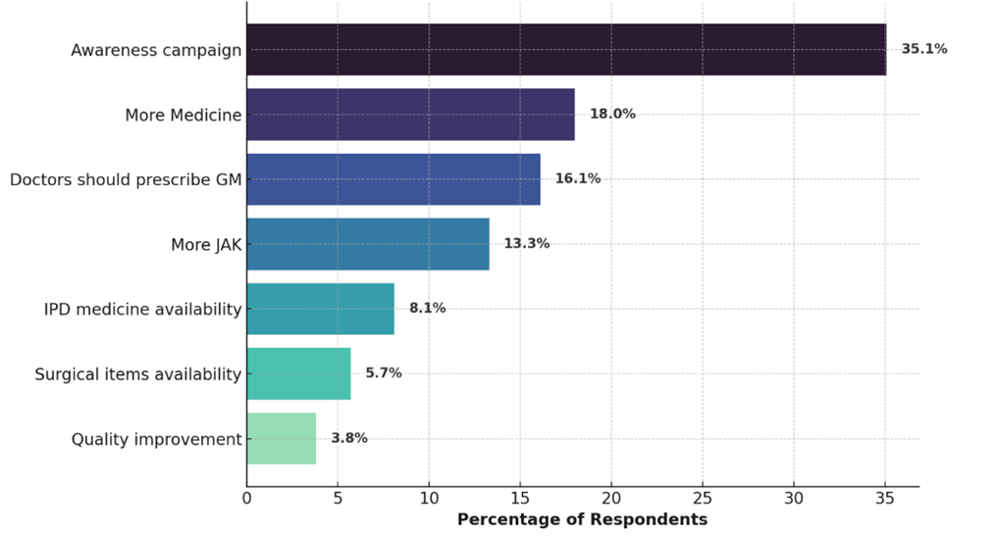 Awareness campaign 35.1%
More Medicine 18.0%
Doctors should prescribe GM 16.1%
More JAK 13.3%
IPD medicine availability 8.1%
Surgical items availability 5.7%
Quality improvement 3.8%
0 5 10 15 20 25 30 35
Percentage of Respondents